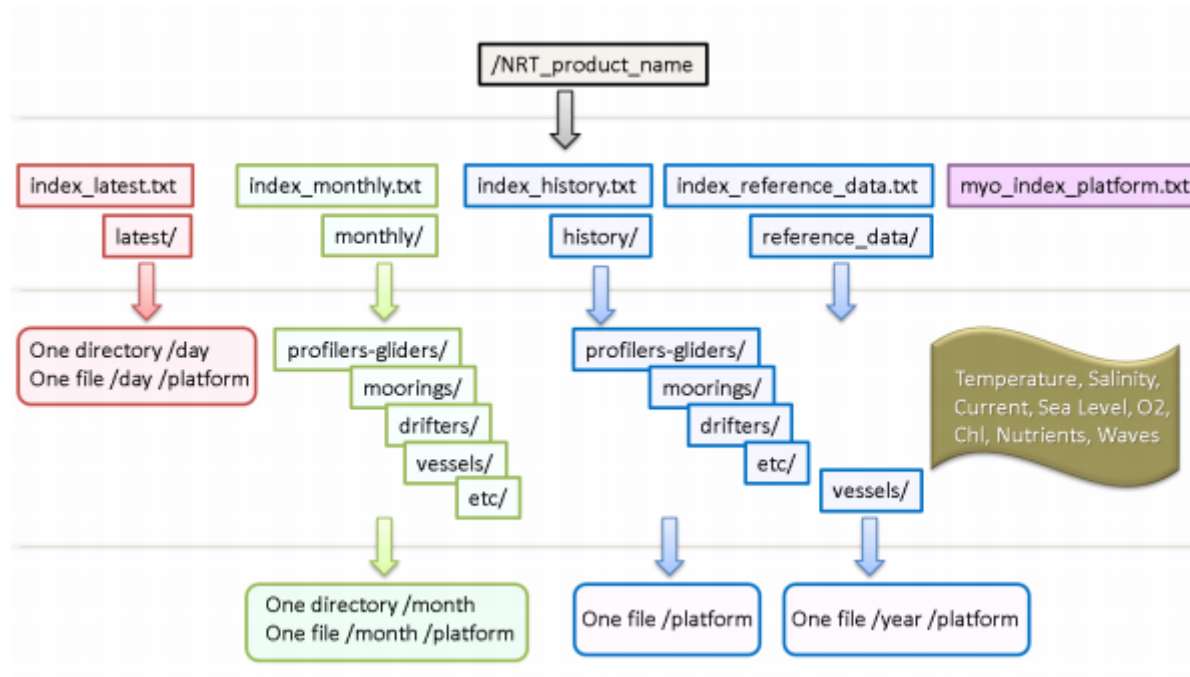 /NRT_product_name
index_latest.txt
index_monthly.txt
index_history.txt
index_reference_data.txt
myo_index_platform.txt
latest/
monthly/
history/
reference_data/
One directory /day
One file /day /platform
profilers-gliders/
moorings/
drifters/
vessels/
etc/
profilers-gliders/
moorings/
drifters/
etc/
vessels/
Temperature, Salinity,
Current, Sea Level, O2,
Chl, Nutrients, Waves
One directory /month
One file /month /platform
One file /platform
One file /year /platform